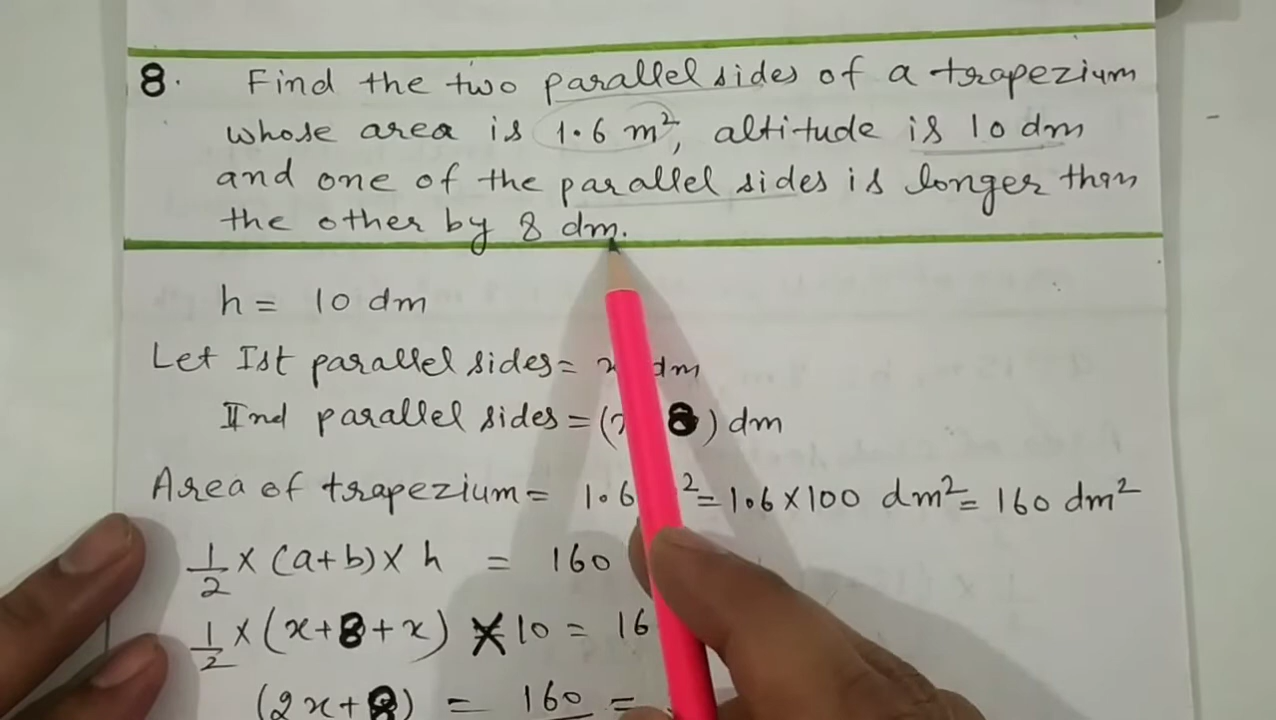 8. Find the two parallel sides of a trapezium
whose area is 1.6 m², altitude is 10 dm
and one of the parallel sides is longer than
the other by 8 dm.
h = 10 dm
Let Ist parallel sides = x dm
IInd parallel sides = (x 8) dm
Area of trapezium = 1.6 ² = 1.6 × 100 dm² = 160 dm²
1/2 × (a+b) × h = 160
1/2 × (x+8+x) × 10 = 16
(2x+8) = 160 =